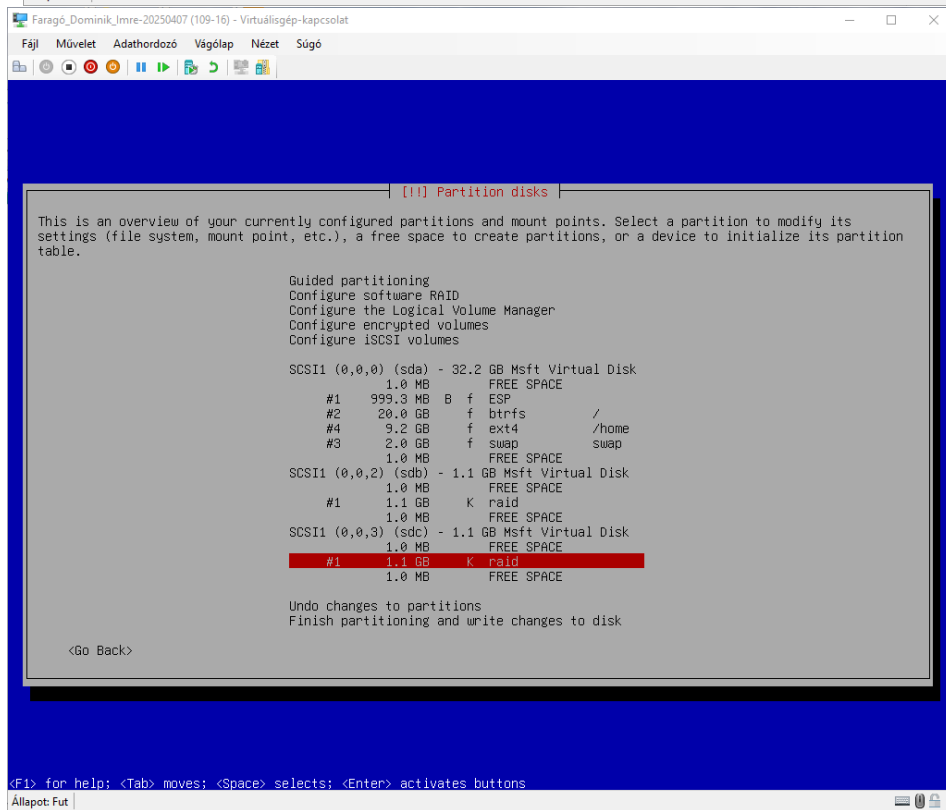 Faragó_Dominik_Imre-20250407 (109-16) - Virtuálisgép-kapcsolat
Fájl Művelet Adathordozó Vágólap Nézet Súgó
[!!] Partition disks
This is an overview of your currently configured partitions and mount points. Select a partition to modify its
settings (file system, mount point, etc.), a free space to create partitions, or a device to initialize its partition
table.
Guided partitioning
Configure software RAID
Configure the Logical Volume Manager
Configure encrypted volumes
Configure iSCSI volumes
SCSI1 (0,0,0) (sda) - 32.2 GB Msft Virtual Disk
1.0 MB FREE SPACE
#1 999.3 MB B f ESP
#2 20.0 GB f btrfs /
#4 9.2 GB f ext4 /home
#3 2.0 GB f swap swap
1.0 MB FREE SPACE
SCSI1 (0,0,2) (sdb) - 1.1 GB Msft Virtual Disk
1.0 MB FREE SPACE
#1 1.1 GB K raid
1.0 MB FREE SPACE
SCSI1 (0,0,3) (sdc) - 1.1 GB Msft Virtual Disk
1.0 MB FREE SPACE
#1 1.1 GB K raid
1.0 MB FREE SPACE
Undo changes to partitions
Finish partitioning and write changes to disk
<Go Back>
<F1> for help; <Tab> moves; <Space> selects; <Enter> activates buttons
Állapot: Fut